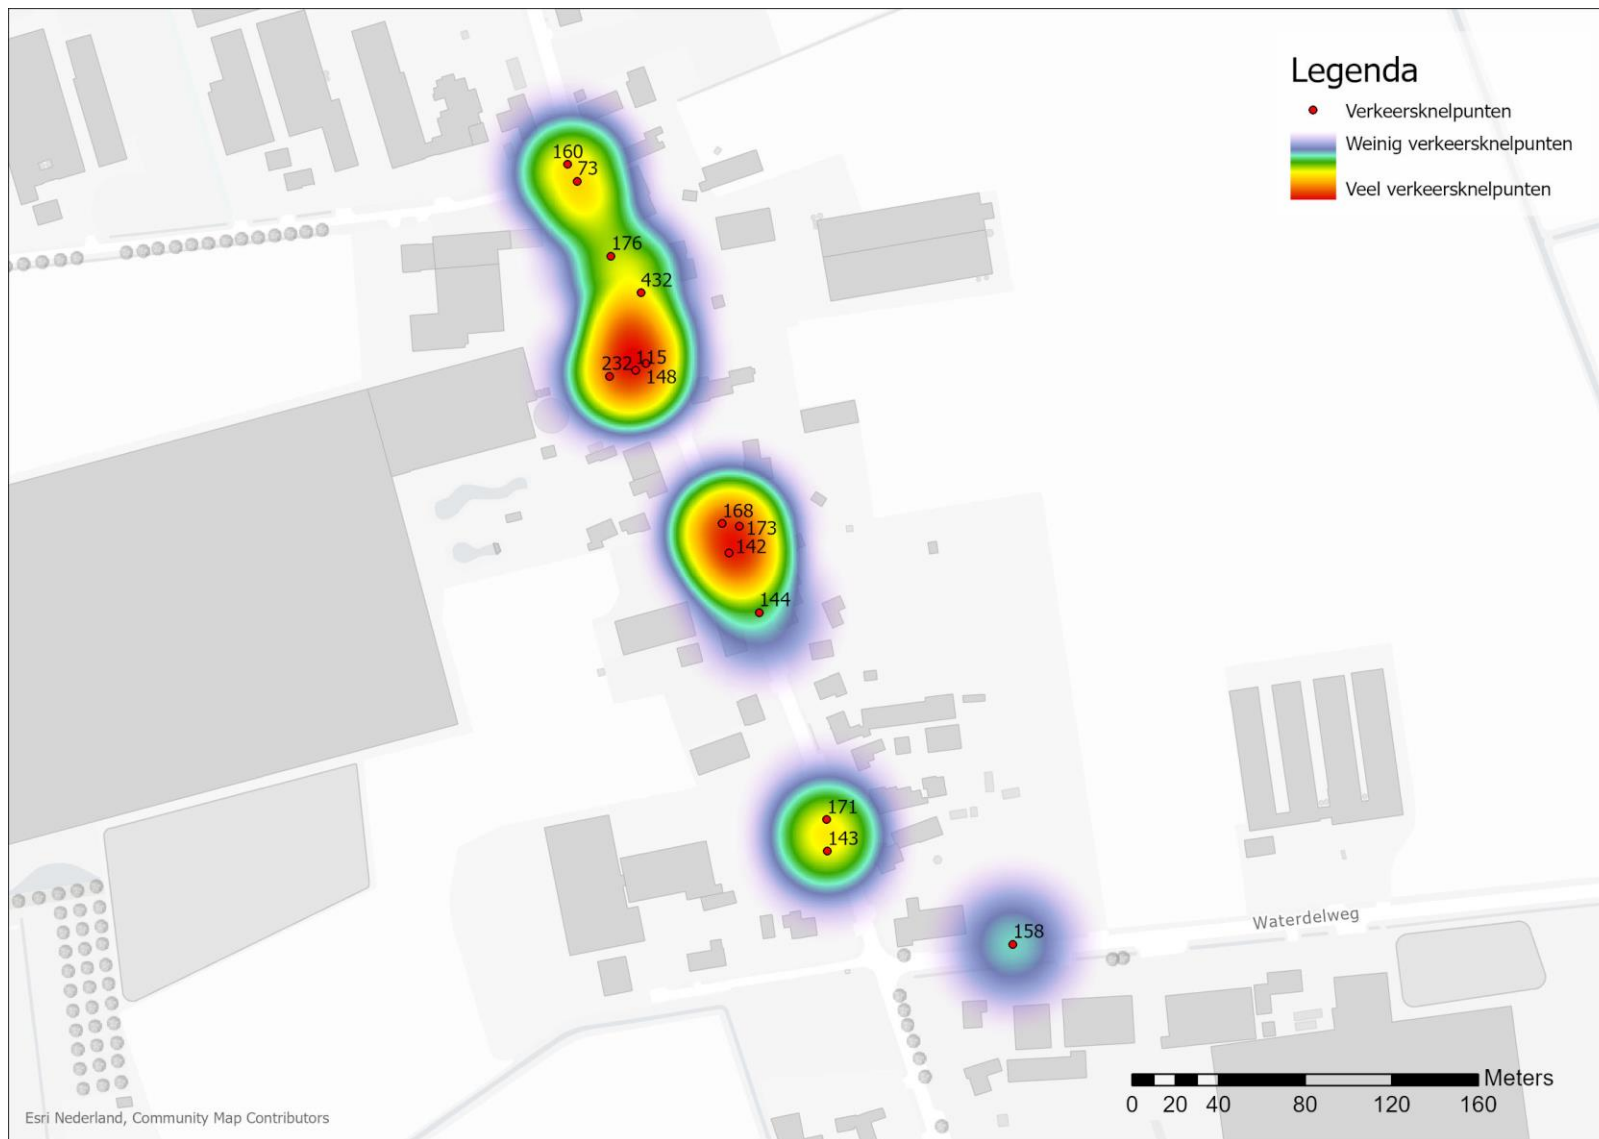 Legenda
Verkeersknelpunten
Weinig verkeersknelpunten
Veel verkeersknelpunten
160
73
176
432
232 115
148
168
173
142
144
171
143
158
Waterdelweg
Meters
0 20 40 80 120 160
Esri Nederland, Community Map Contributors